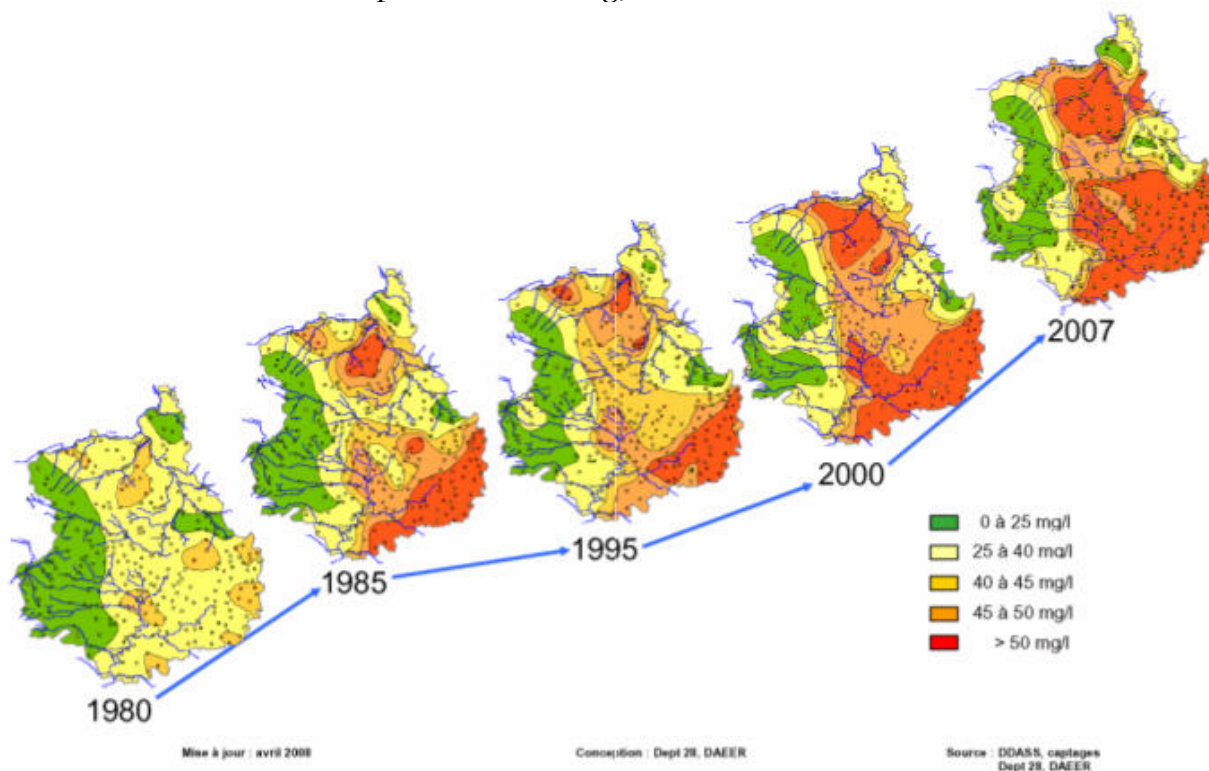 2007
2000
1995
1985
1980
0 à 25 mg/l
25 à 40 mg/l
40 à 45 mg/l
45 à 50 mg/l
> 50 mg/l
Mise à jour : avril 2008
Conception : Dept 28, DAEER
Source : DDASS, captages
Dept 28, DAEER